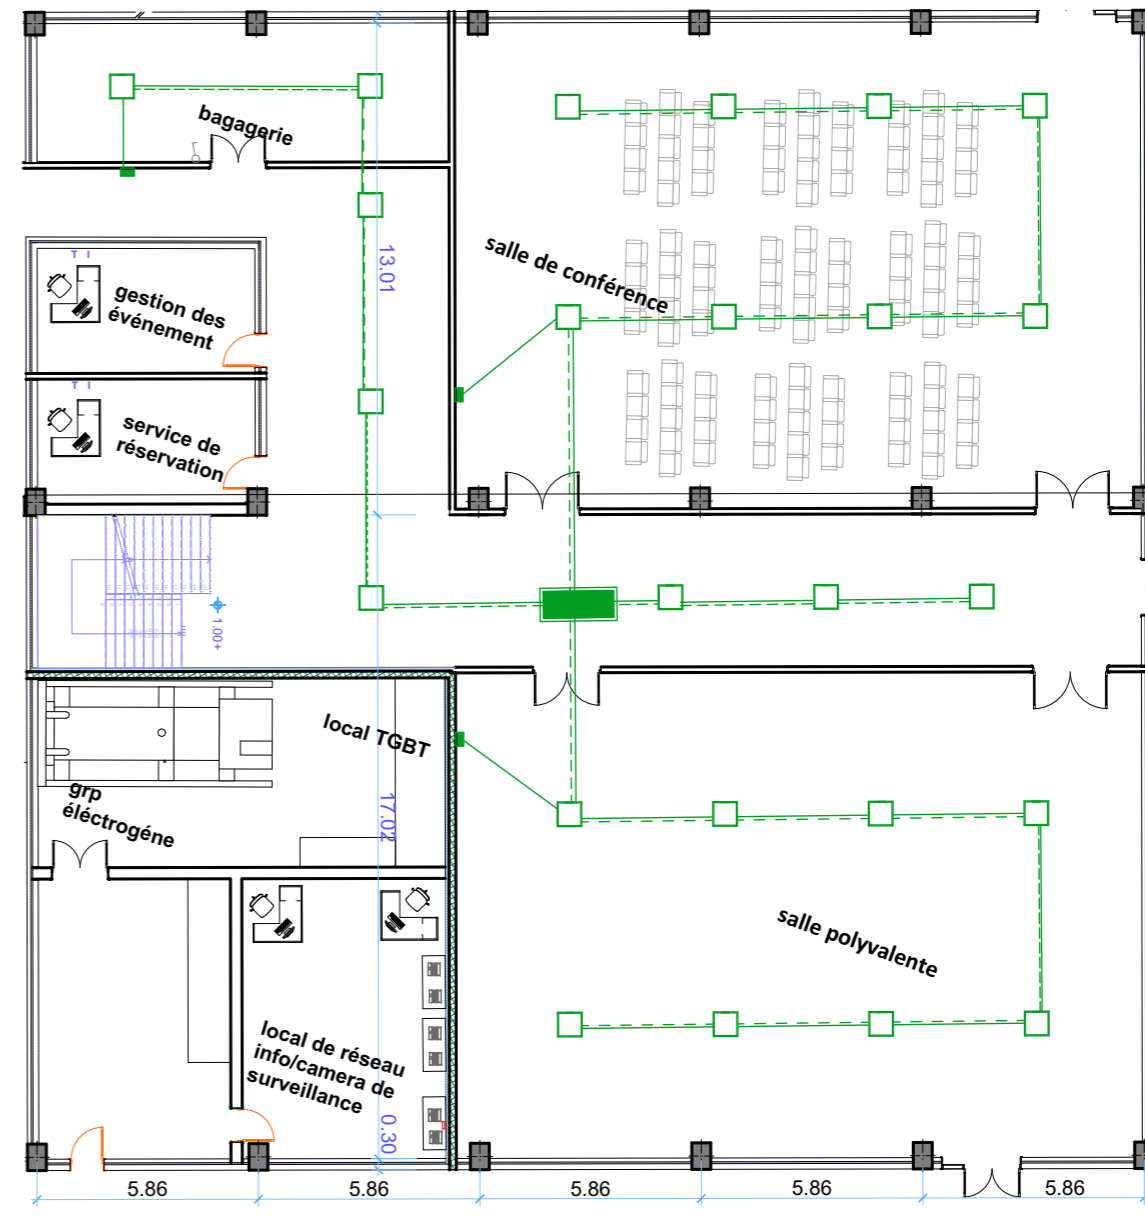 bagagerie
13.01
salle de conférence
T I
gestion des
événement
T I
service de
réservation
1.00+
local TGBT
grp
éléctrogéne
17.02
salle polyvalente
local de réseau
info/camera de
surveillance
0.30
5.86
5.86
5.86
5.86
5.86